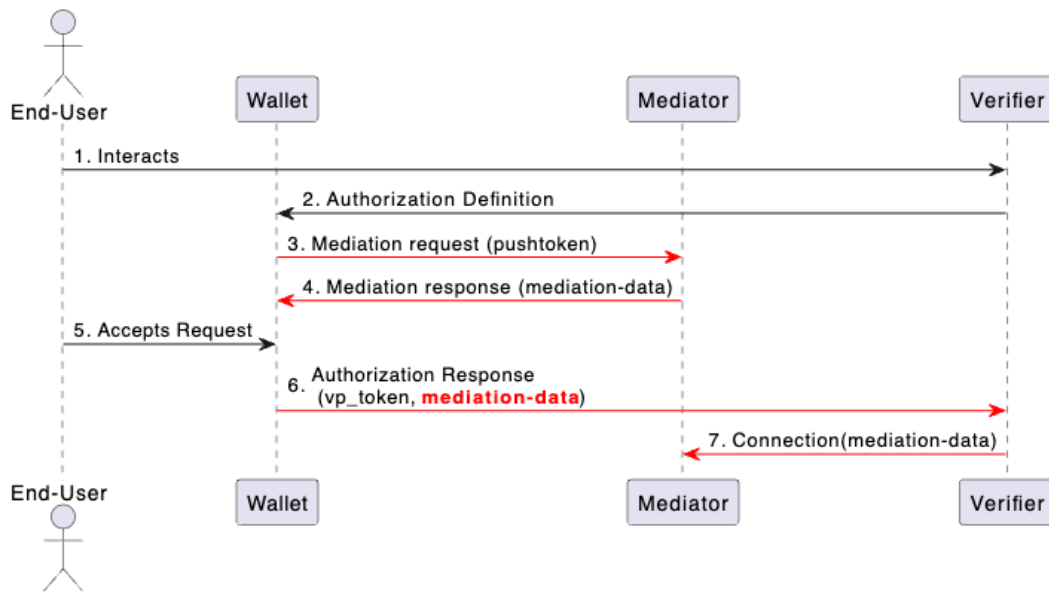 End-User
Wallet
Mediator
Verifier
1. Interacts
2. Authorization Definition
3. Mediation request (pushtoken)
4. Mediation response (mediation-data)
5. Accepts Request
6. Authorization Response
(vp_token, mediation-data)
7. Connection(mediation-data)
End-User
Wallet
Mediator
Verifier